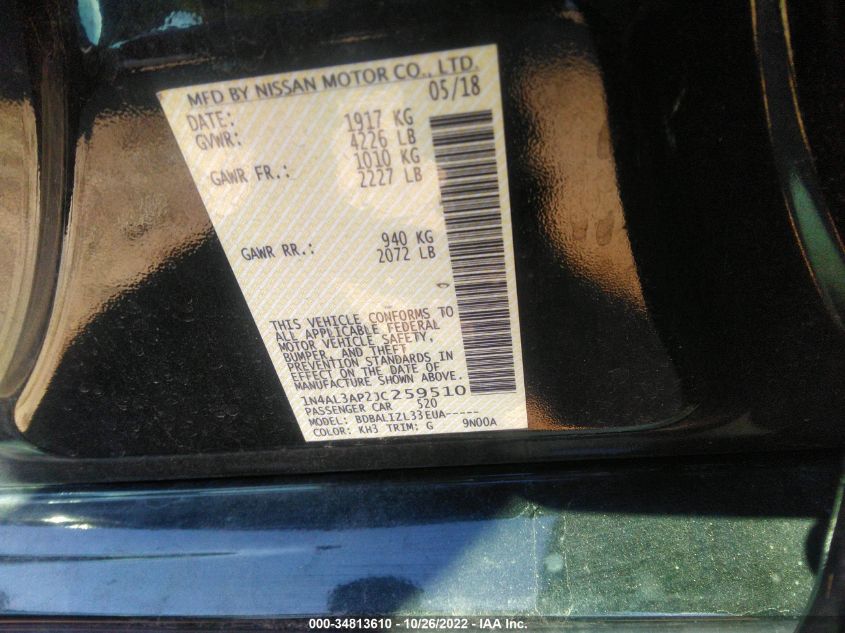 MFD BY NISSAN MOTOR CO., LTD.
DATE: 05/18
GVWR: 1917 KG
4226 LB
GAWR FR.: 1010 KG
2227 LB
GAWR RR.: 940 KG
2072 LB
THIS VEHICLE CONFORMS TO
ALL APPLICABLE FEDERAL
MOTOR VEHICLE SAFETY,
BUMPER, AND THEFT
PREVENTION STANDARDS IN
EFFECT ON THE DATE OF
MANUFACTURE SHOWN ABOVE.
1N4AL3AP2JC259510
PASSENGER CAR 520
MODEL: BDBALIZL33EUA-----
COLOR: KH3 TRIM: G 9N00A
000-34813610 - 10/26/2022 - IAA Inc.